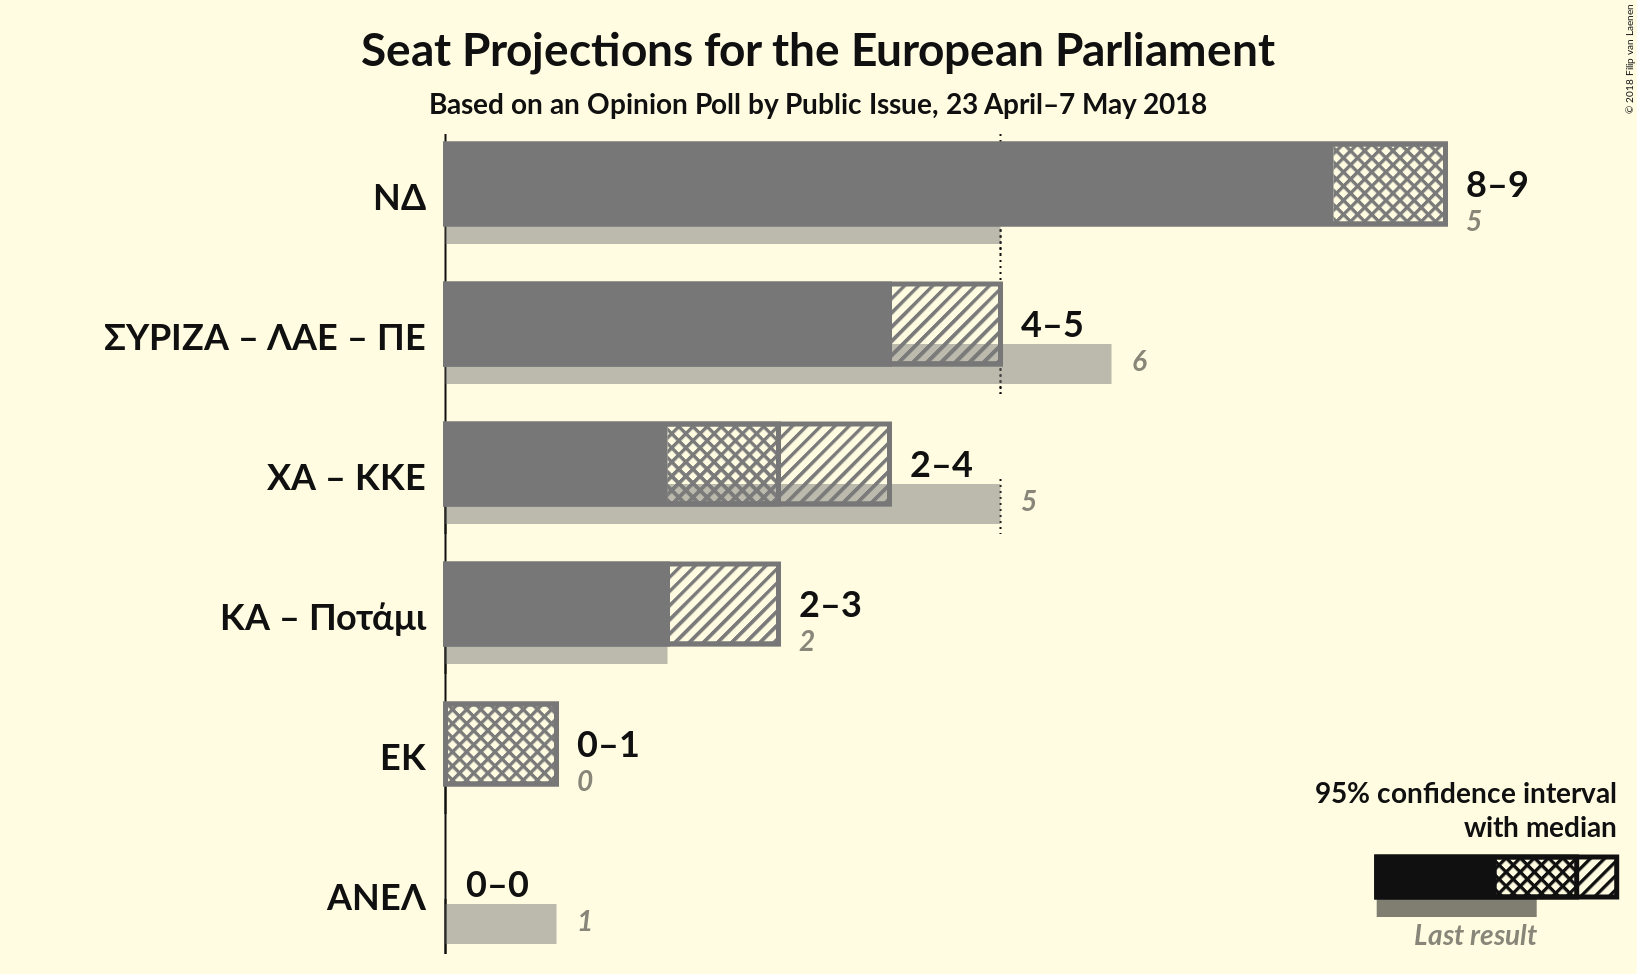 Seat Projections for the European Parliament
Based on an Opinion Poll by Public Issue, 23 April–7 May 2018
© 2018 Filip van Laenen
ΝΔ
8–9
5
ΣΥΡΙΖΑ – ΛΑΕ – ΠΕ
4–5
6
ΧΑ – ΚΚΕ
2–4
5
ΚΑ – Ποτάμι
2–3
2
ΕΚ
0–1
0
ΑΝΕΛ
0–0
1
95% confidence interval
with median
Last result